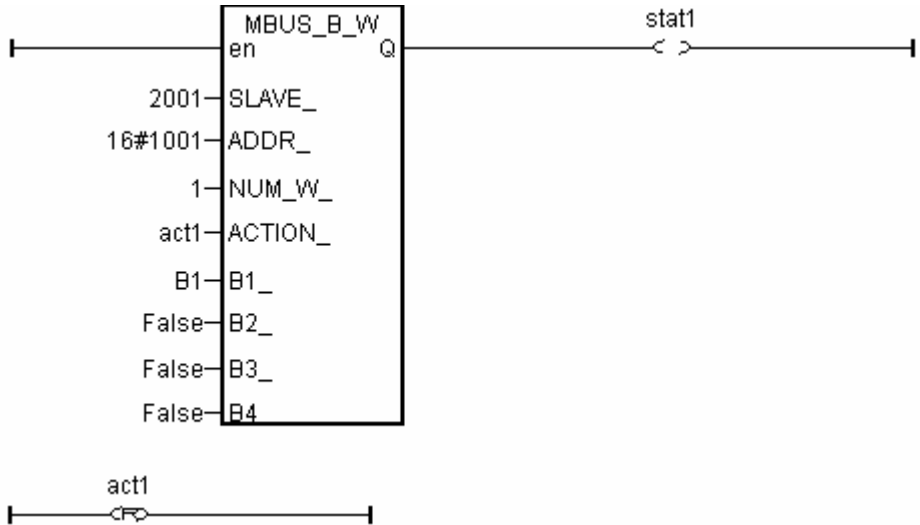 MBUS_B_W
stat1
en Q
2001 SLAVE_
16#1001 ADDR_
1 NUM_W_
act1 ACTION_
B1 B1_
False B2_
False B3_
False B4
act1
R